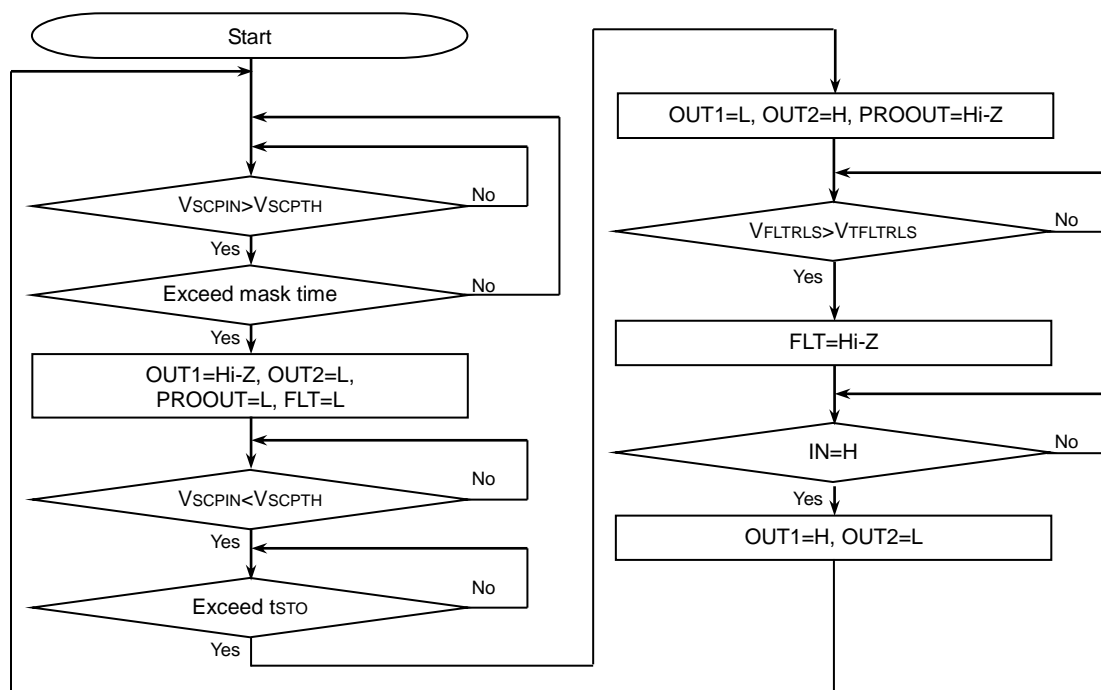 Start
VSCPIN>VSCPTH
No
Yes
Exceed mask time
No
Yes
OUT1=Hi-Z, OUT2=L,
PROOUT=L, FLT=L
VSCPIN<VSCPTH
No
Yes
Exceed tSTO
No
Yes
OUT1=L, OUT2=H, PROOUT=Hi-Z
VFLTRLS>VTFLTRLS
No
Yes
FLT=Hi-Z
IN=H
No
Yes
OUT1=H, OUT2=L